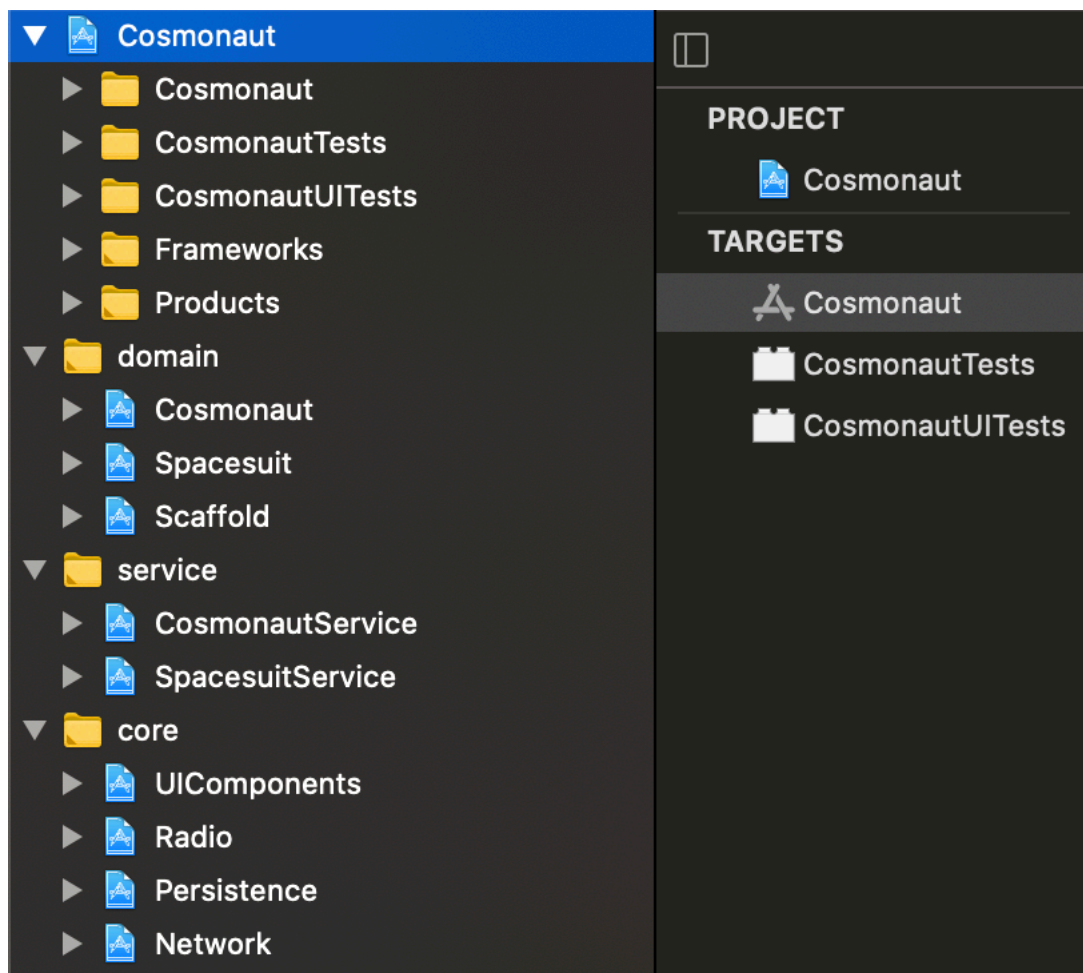 Cosmonaut
Cosmonaut
CosmonautTests
CosmonautUITests
Frameworks
Products
domain
Cosmonaut
Spacesuit
Scaffold
service
CosmonautService
SpacesuitService
core
UIComponents
Radio
Persistence
Network
PROJECT
Cosmonaut
TARGETS
Cosmonaut
CosmonautTests
CosmonautUITests